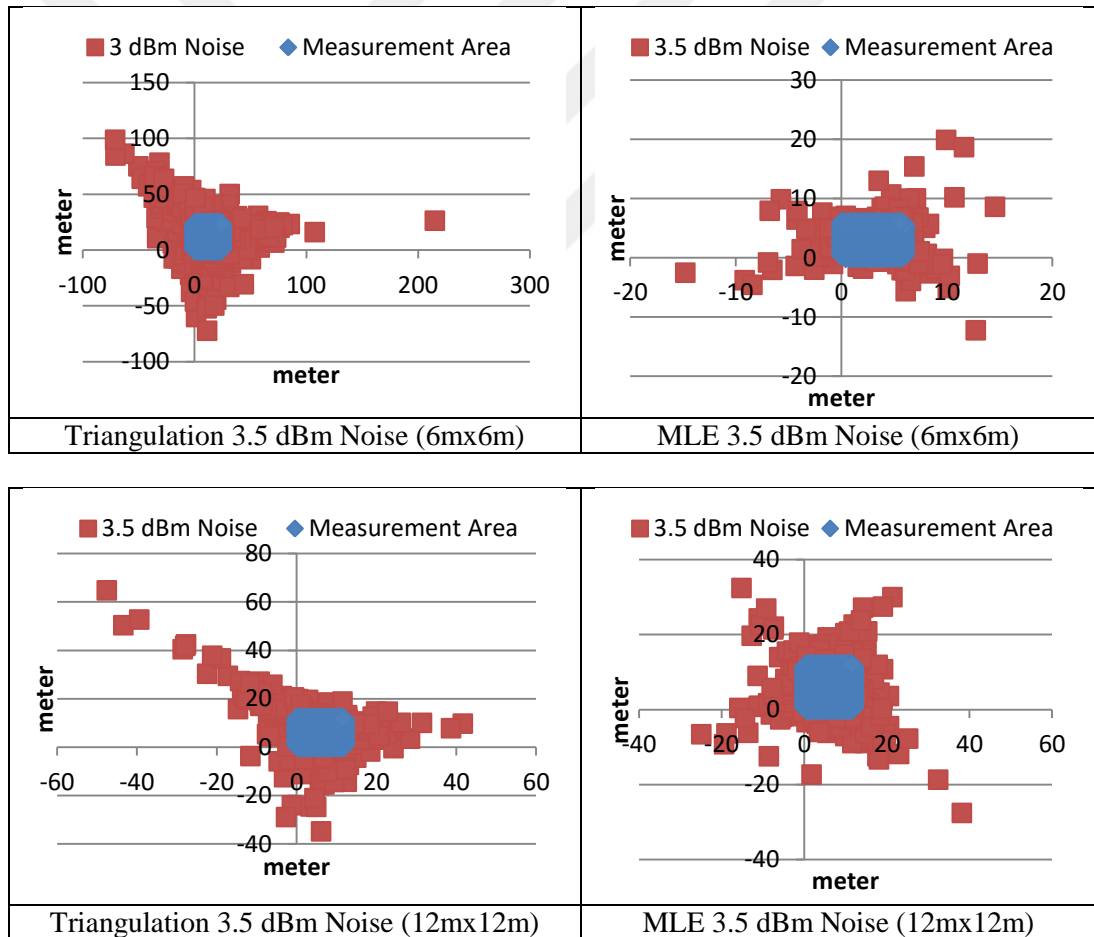 3 dBm Noise Measurement Area
150
100
50
0
-50
-100
-100 0 100 200 300
meter
meter
Triangulation 3.5 dBm Noise (6mx6m)
3.5 dBm Noise Measurement Area
30
20
10
0
-10
-20
-20 -10 0 10 20
meter
meter
MLE 3.5 dBm Noise (6mx6m)
3.5 dBm Noise Measurement Area
80
60
40
20
0
-20
-40
-60 -40 -20 0 20 40 60
meter
meter
Triangulation 3.5 dBm Noise (12mx12m)
3.5 dBm Noise Measurement Area
40
20
0
-20
-40
-40 -20 0 20 40 60
meter
meter
MLE 3.5 dBm Noise (12mx12m)